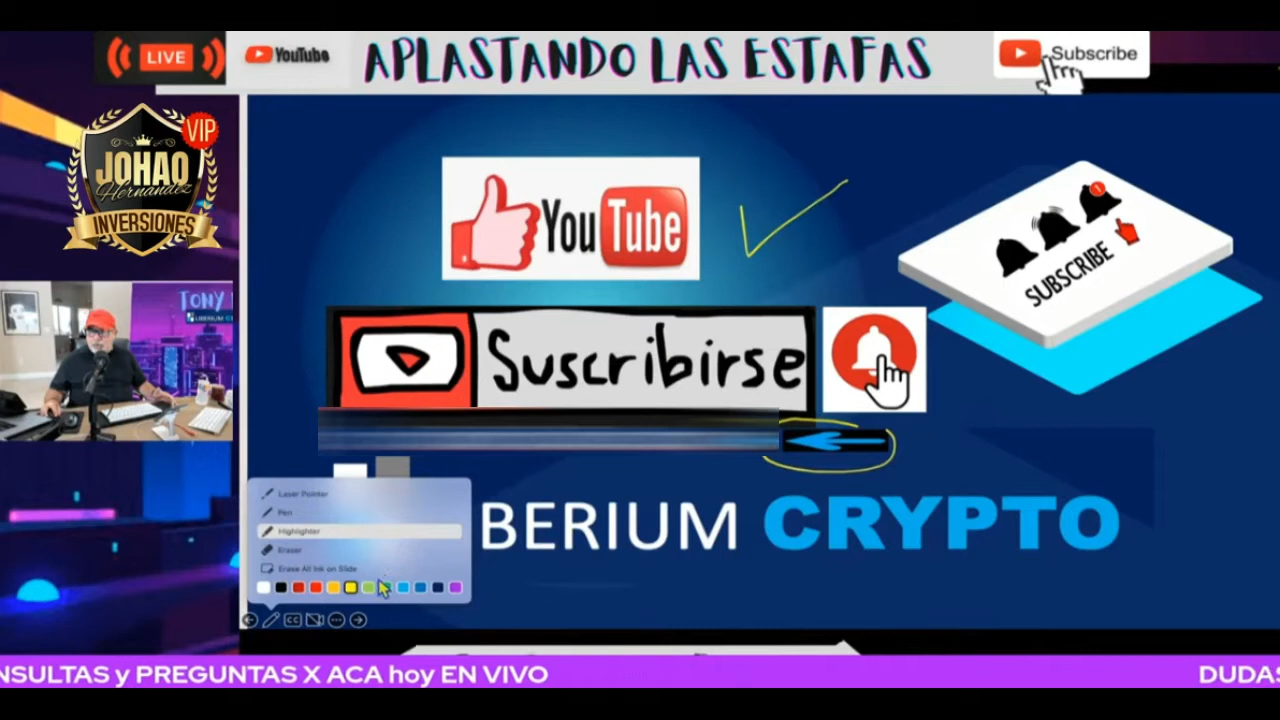 LIVE
YouTube
APLASTANDO LAS ESTAFAS
Subscribe
VIP
JOHAO
Hernandez
INVERSIONES
YouTube
SUBSCRIBE
TONY
Suscribirse
Laser Pointer
Pen
Highlighter
Eraser
Erase All Ink on Slide
BERIUM CRYPTO
CC
NSULTAS y PREGUNTAS X ACA hoy EN VIVO
DUDAS